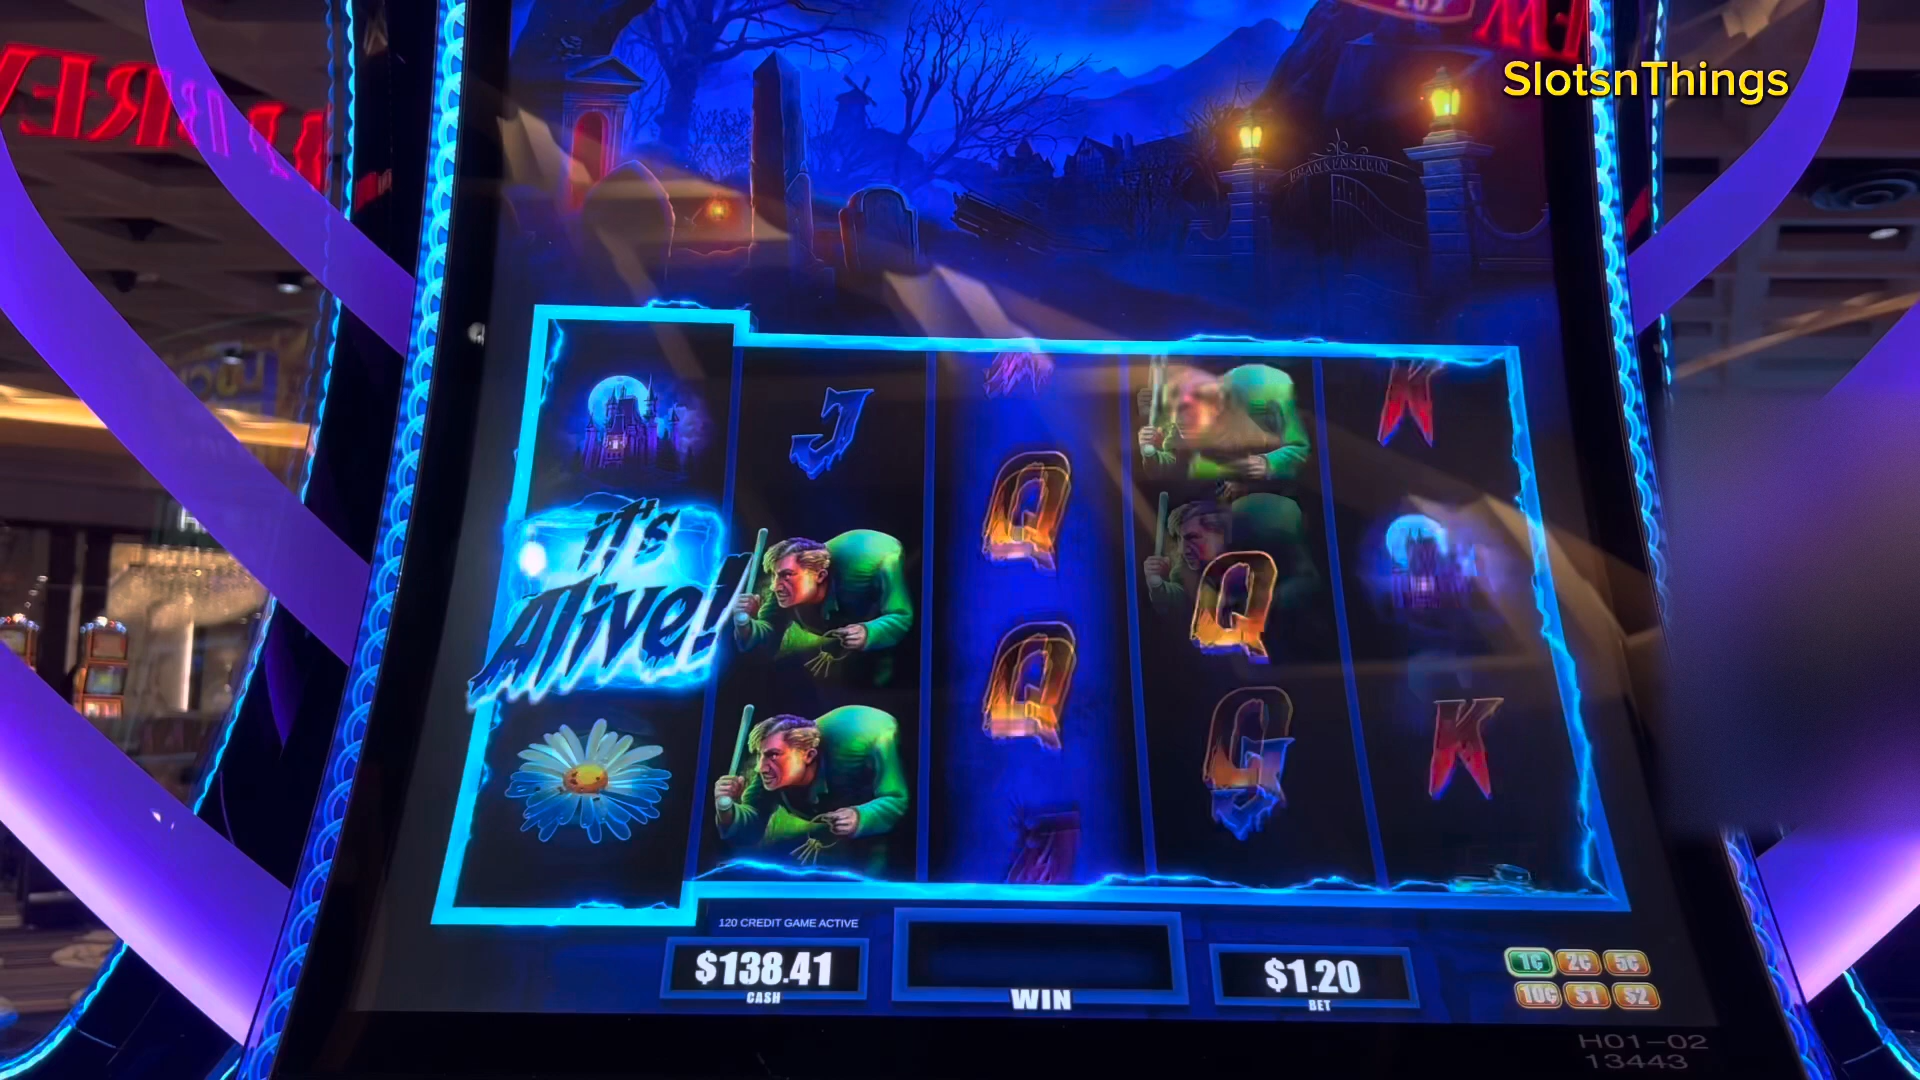 SlotsnThings
FRANKENSTEIN
J
K
Q
it's
Alive!
Q
Q
Q
K
120 CREDIT GAME ACTIVE
$138.41
CASH
WIN
$1.20
BET
1¢ 2¢ 5¢
10¢ $1 $2
H01-02
13443